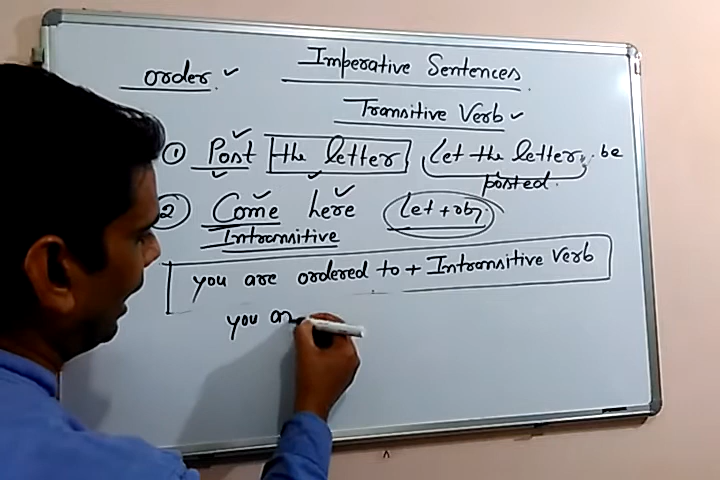 Imperative Sentences.
order.
Transitive Verb
1 Post the letter Let the letter be
posted.
2 Come here Let + obj.
Intransitive
you are ordered to + Intransitive Verb
you ar